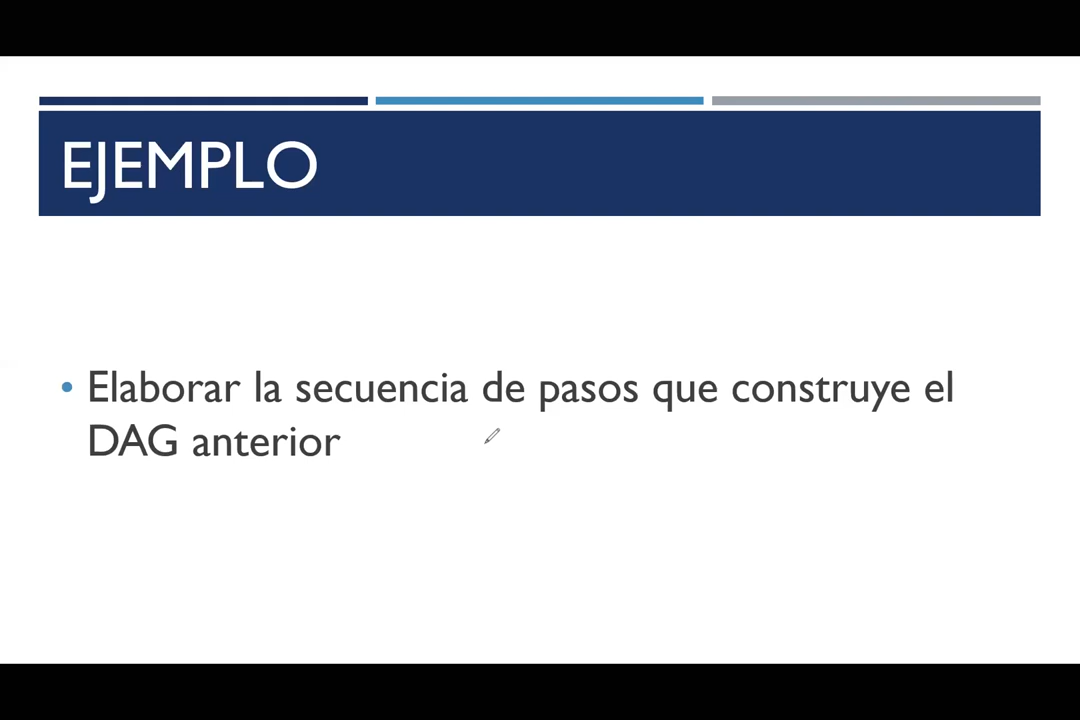 EJEMPLO
• Elaborar la secuencia de pasos que construye el
DAG anterior